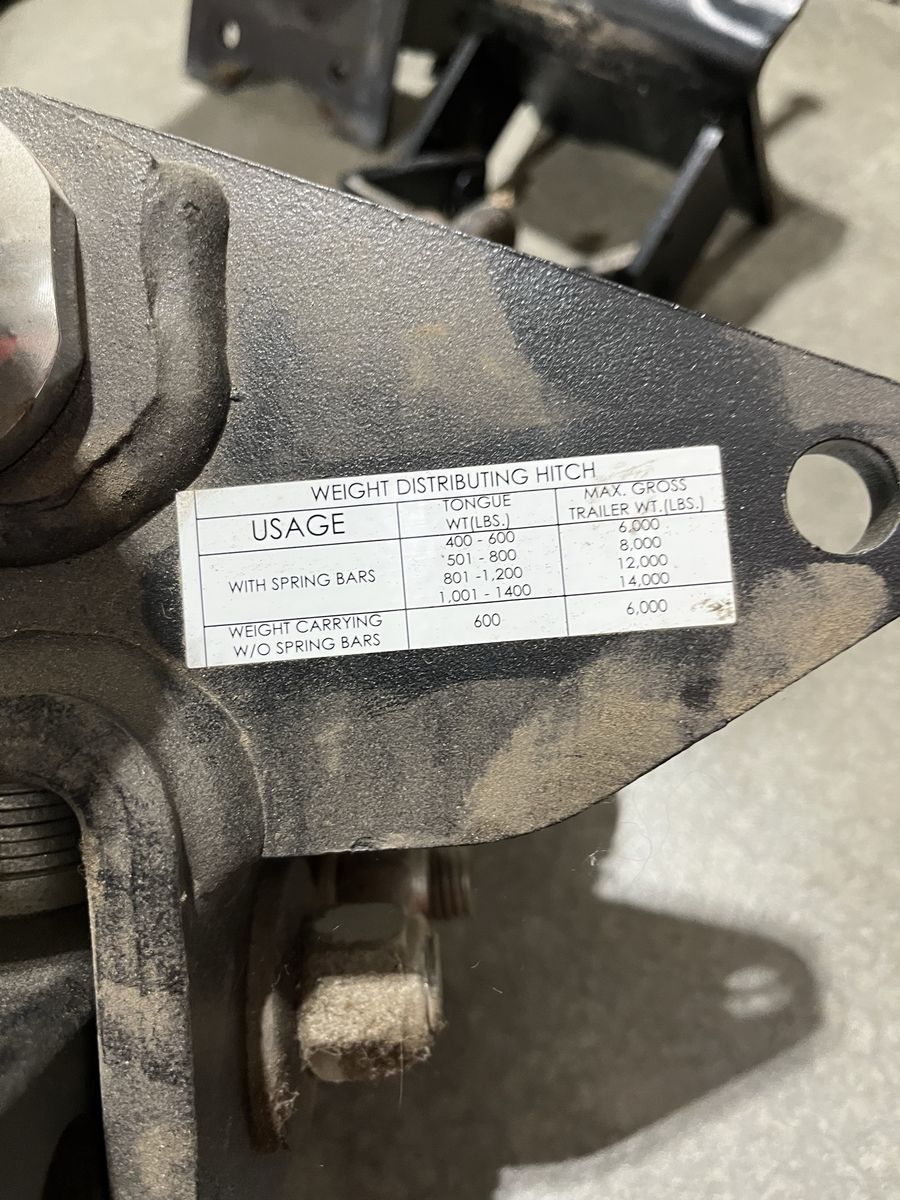 WEIGHT DISTRIBUTING HITCH
USAGE TONGUE WT(LBS.) MAX. GROSS TRAILER WT.(LBS.)
WITH SPRING BARS 400 - 600 6,000
501 - 800 8,000
801 -1,200 12,000
1,001 - 1400 14,000
WEIGHT CARRYING W/O SPRING BARS 600 6,000